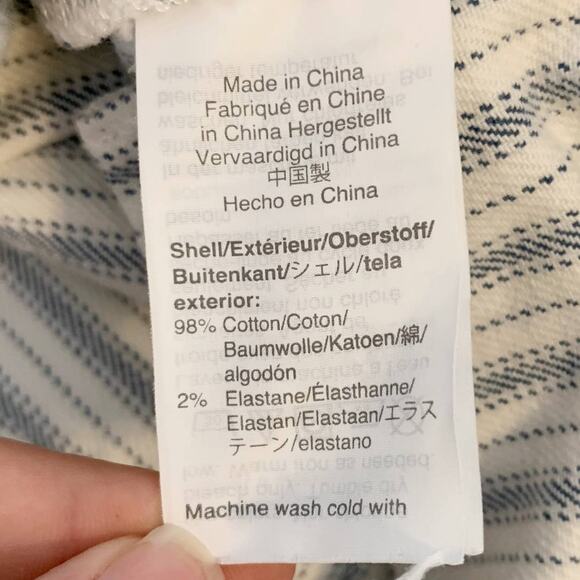 Made in China
Fabriqué en Chine
in China Hergestellt
Vervaardigd in China
中国製
Hecho en China
Shell/Extérieur/Oberstoff/
Buitenkant/シェル/tela
exterior:
98% Cotton/Coton/
Baumwolle/Katoen/綿/
algodón
2% Elastane/Élasthanne/
Elastan/Elastaan/エラス
テーン/elastano
Machine wash cold with